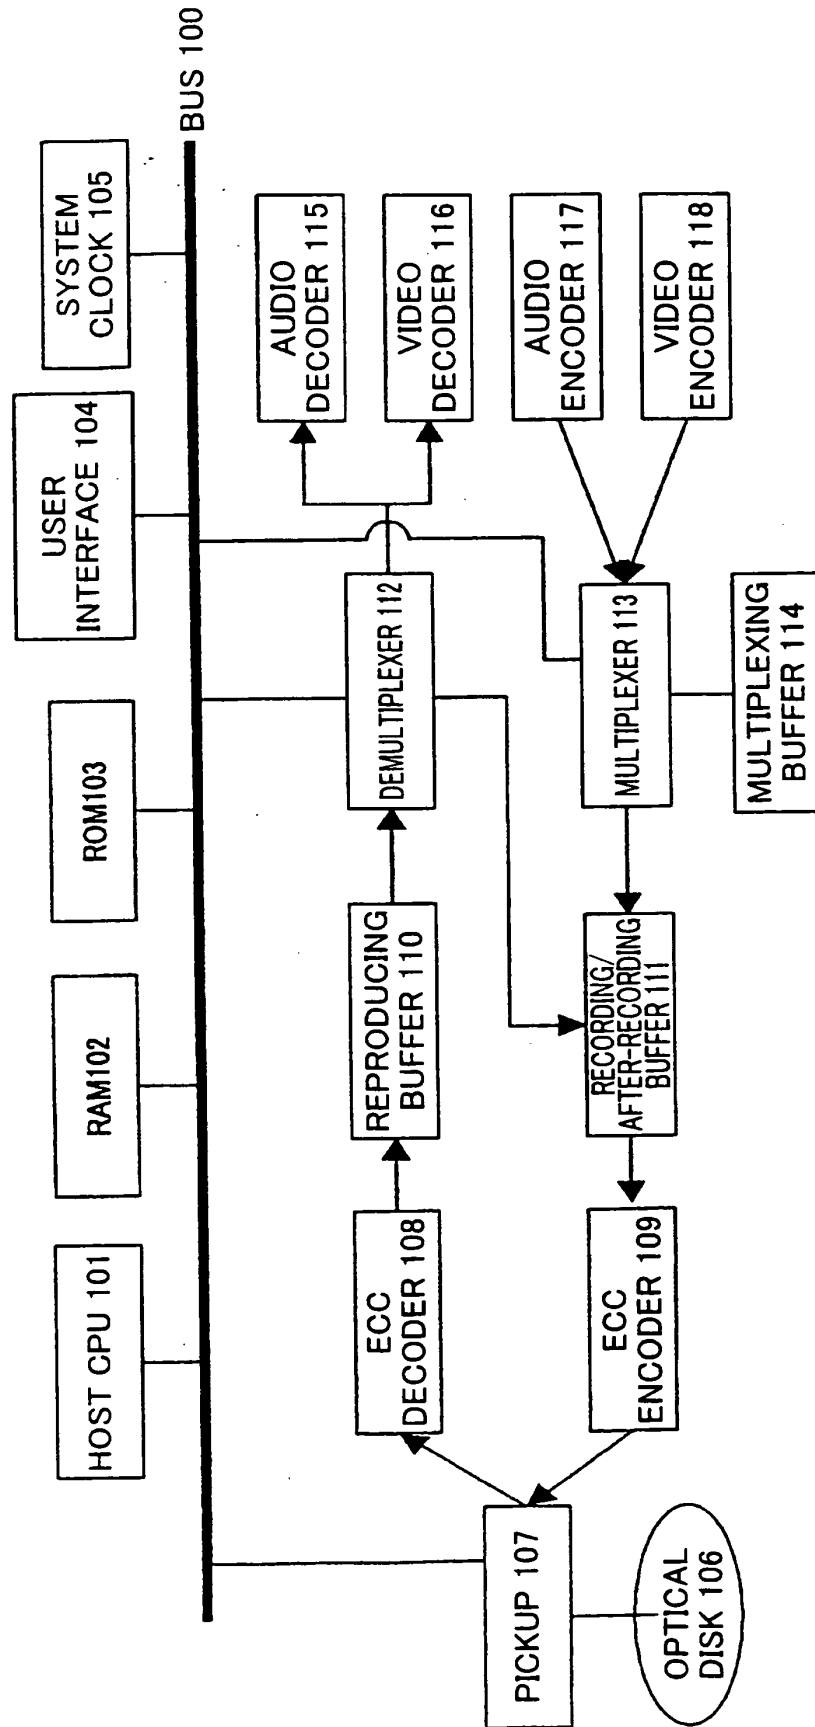 HOST CPU 101
RAM102
ROM103
USER
INTERFACE 104
SYSTEM
CLOCK 105
BUS 100
PICKUP 107
OPTICAL
DISK 106
ECC
DECODER 108
REPRODUCING
BUFFER 110
DEMULTIPLEXER 112
AUDIO
DECODER 115
VIDEO
DECODER 116
ECC
ENCODER 109
RECORDING/
AFTER-RECORDING
BUFFER 111
MULTIPLEXER 113
MULTIPLEXING
BUFFER 114
AUDIO
ENCODER 117
VIDEO
ENCODER 118